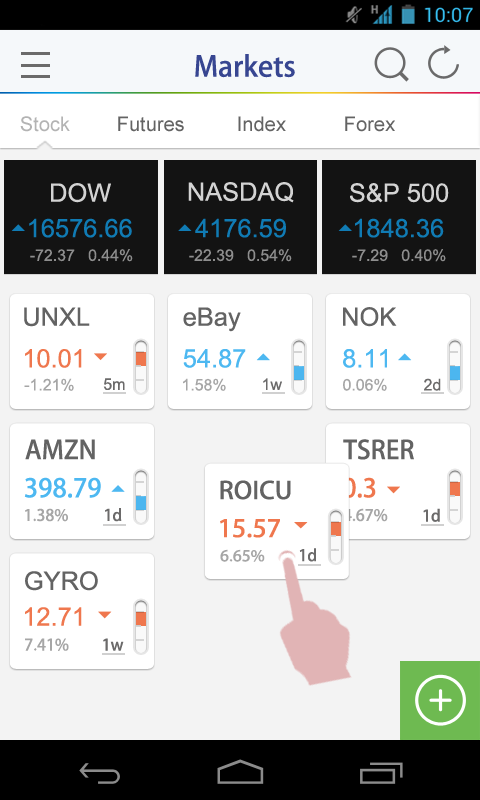 H 10:07
Markets
Stock Futures Index Forex
DOW
16576.66
-72.37 0.44%
NASDAQ
4176.59
-22.39 0.54%
S&P 500
1848.36
-7.29 0.40%
UNXL
10.01
-1.21% 5m
eBay
54.87
1.58% 1w
NOK
8.11
0.06% 2d
AMZN
398.79
1.38% 1d
ROICU
15.57
6.65% 1d
TSRER
0.3
.67% 1d
GYRO
12.71
7.41% 1w